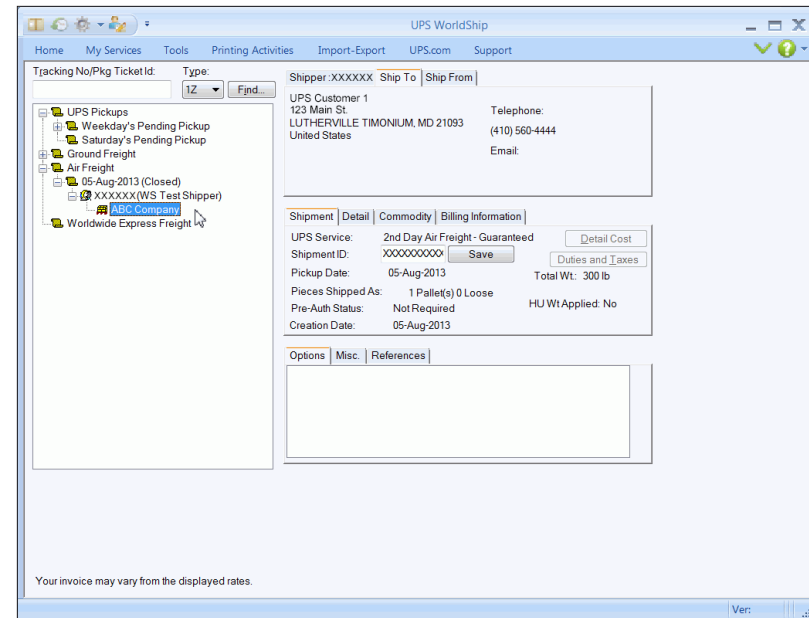 UPS WorldShip
Home My Services Tools Printing Activities Import-Export UPS.com Support
Tracking No/Pkg Ticket Id: Type:
1Z Find...
UPS Pickups
Weekday's Pending Pickup
Saturday's Pending Pickup
Ground Freight
Air Freight
05-Aug-2013 (Closed)
XXXXXX(WS Test Shipper)
ABC Company
Worldwide Express Freight
Shipper :XXXXXX Ship To Ship From
UPS Customer 1
123 Main St.
LUTHERVILLE TIMONIUM, MD 21093
United States
Telephone:
(410) 560-4444
Email:
Shipment Detail Commodity Billing Information
UPS Service: 2nd Day Air Freight - Guaranteed Detail Cost
Shipment ID: XXXXXXXXXX Save Duties and Taxes
Pickup Date: 05-Aug-2013 Total Wt.: 300 lb
Pieces Shipped As: 1 Pallet(s) 0 Loose
Pre-Auth Status: Not Required HU Wt Applied: No
Creation Date: 05-Aug-2013
Options Misc. References
Your invoice may vary from the displayed rates.
Ver: